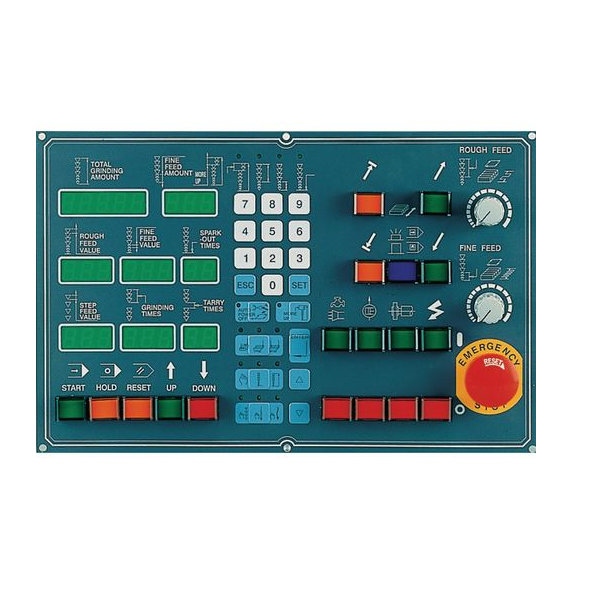 TOTAL
GRINDING
AMOUNT
FINE
FEED
AMOUNT
MORE
UP
ROUGH FEED
7 8 9
ROUGH
FEED
VALUE
FINE
FEED
VALUE
SPARK
-OUT
TIMES
4 5 6
FINE FEED
1 2 3
ESC 0 SET
STEP
FEED
VALUE
GRINDING
TIMES
TARRY
TIMES
START HOLD RESET UP DOWN
EMERGENCY
RESET
STOP